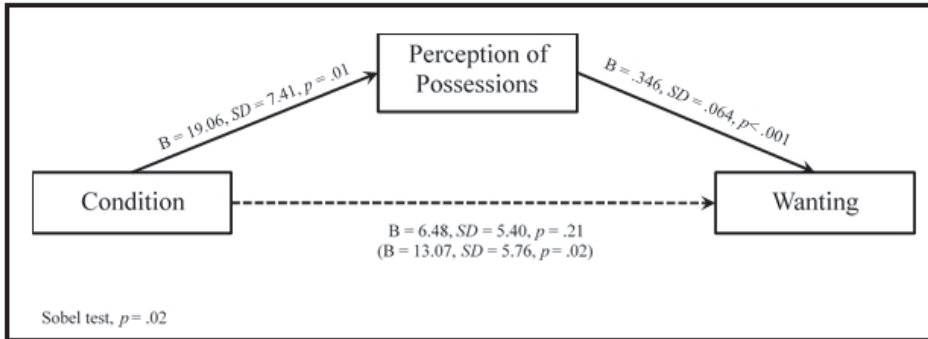 Perception of
Possessions
B = 19.06, SD = 7.41, p = .01
B = .346, SD = .064, p< .001
Condition
Wanting
B = 6.48, SD = 5.40, p = .21
(B = 13.07, SD = 5.76, p = .02)
Sobel test, p = .02